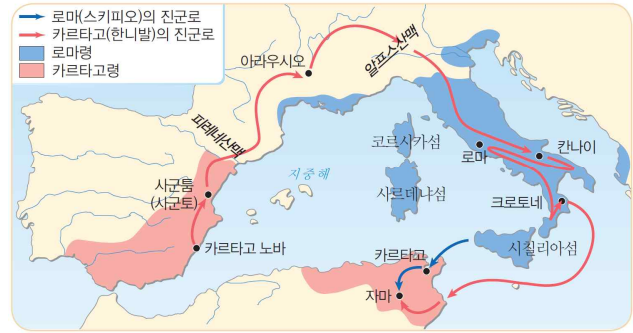 로마(스키피오)의 진군로
카르타고(한니발)의 진군로
로마령
카르타고령
아라우시오
알프스산맥
피레네산맥
코르시카섬
로마
칸나이
지중해
사군툼
(사군토)
사르데냐섬
크로토네
카르타고 노바
카르타고
시칠리아섬
자마